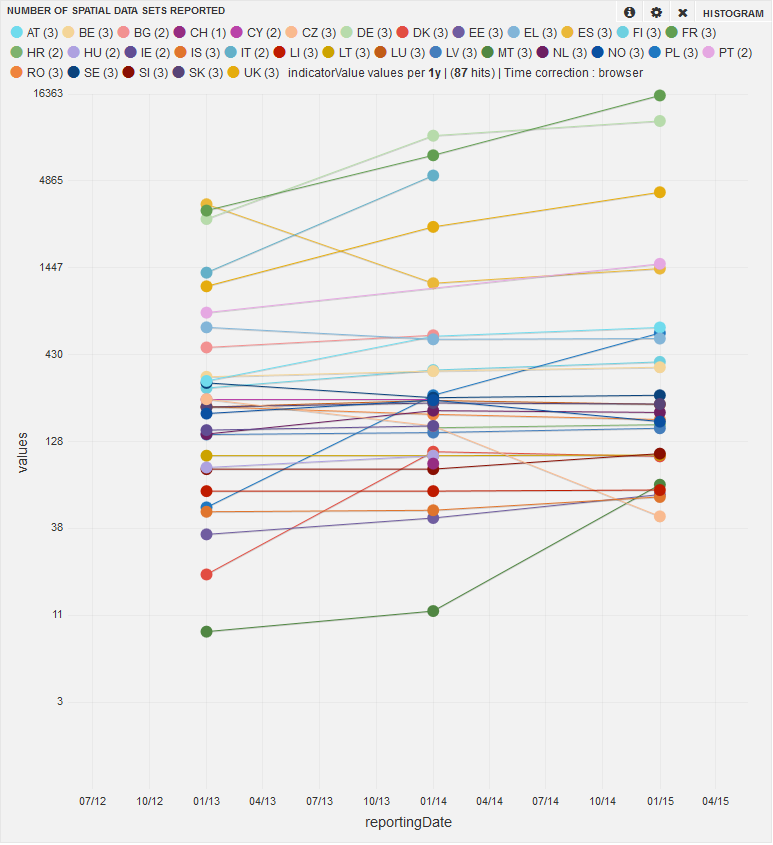 NUMBER OF SPATIAL DATA SETS REPORTED
HISTOGRAM
AT (3) BE (3) BG (2) CH (1) CY (2) CZ (3) DE (3) DK (3) EE (3) EL (3) ES (3) FI (3) FR (3)
HR (2) HU (2) IE (2) IS (3) IT (2) LI (3) LT (3) LU (3) LV (3) MT (3) NL (3) NO (3) PL (3) PT (2)
RO (3) SE (3) SI (3) SK (3) UK (3) indicatorValue values per 1y | (87 hits) | Time correction : browser
16363
4865
1447
430
128
38
11
3
values
07/12 10/12 01/13 04/13 07/13 10/13 01/14 04/14 07/14 10/14 01/15 04/15
reportingDate